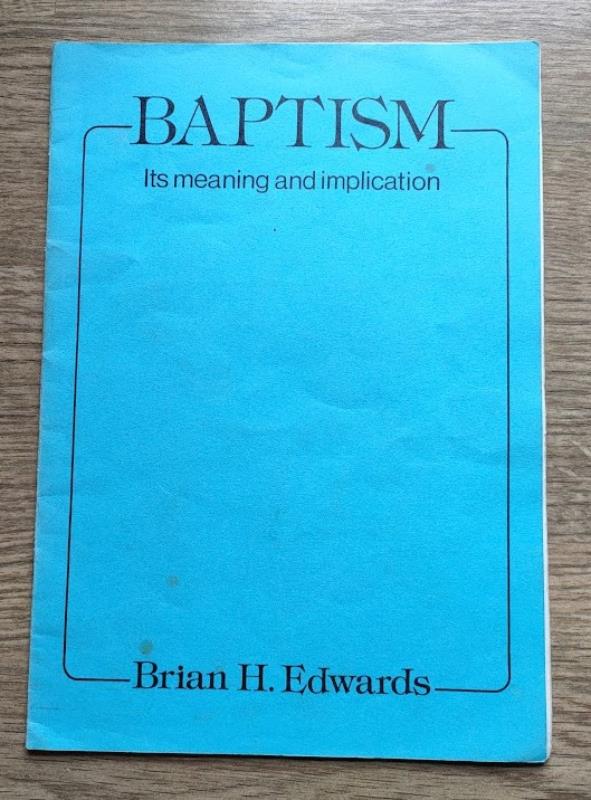 BAPTISM
Its meaning and implication
Brian H. Edwards